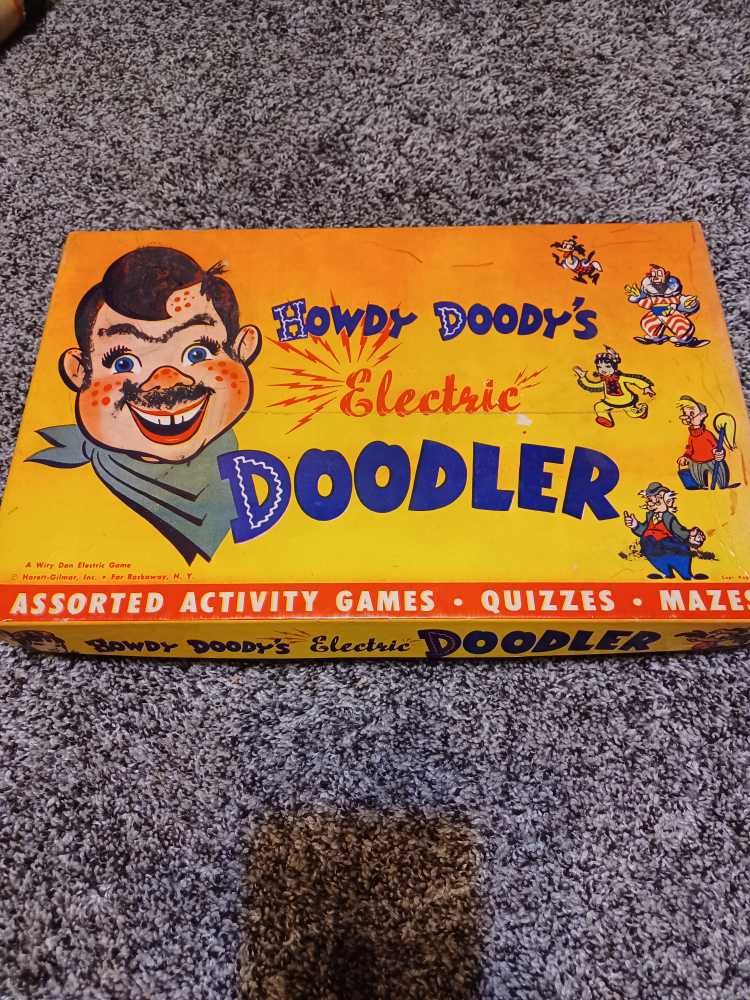 HOWDY DOODY'S
Electric
DOODLER
A Wiry Dan Electric Game
© Harett-Gilmar, Inc. • Far Rockaway, N. Y.
ASSORTED ACTIVITY GAMES • QUIZZES • MAZES
HOWDY DOODY'S Electric DOODLER